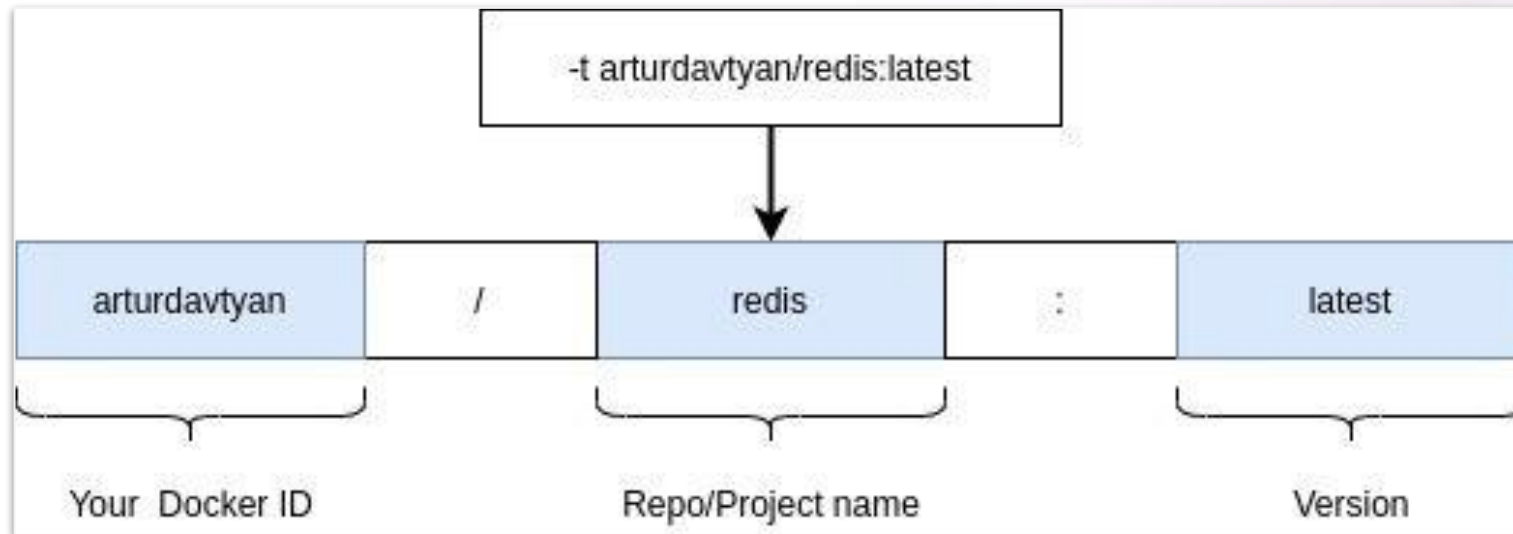 -t arturdavtyan/redis:latest
arturdavtyan / redis : latest
Your Docker ID Repo/Project name Version